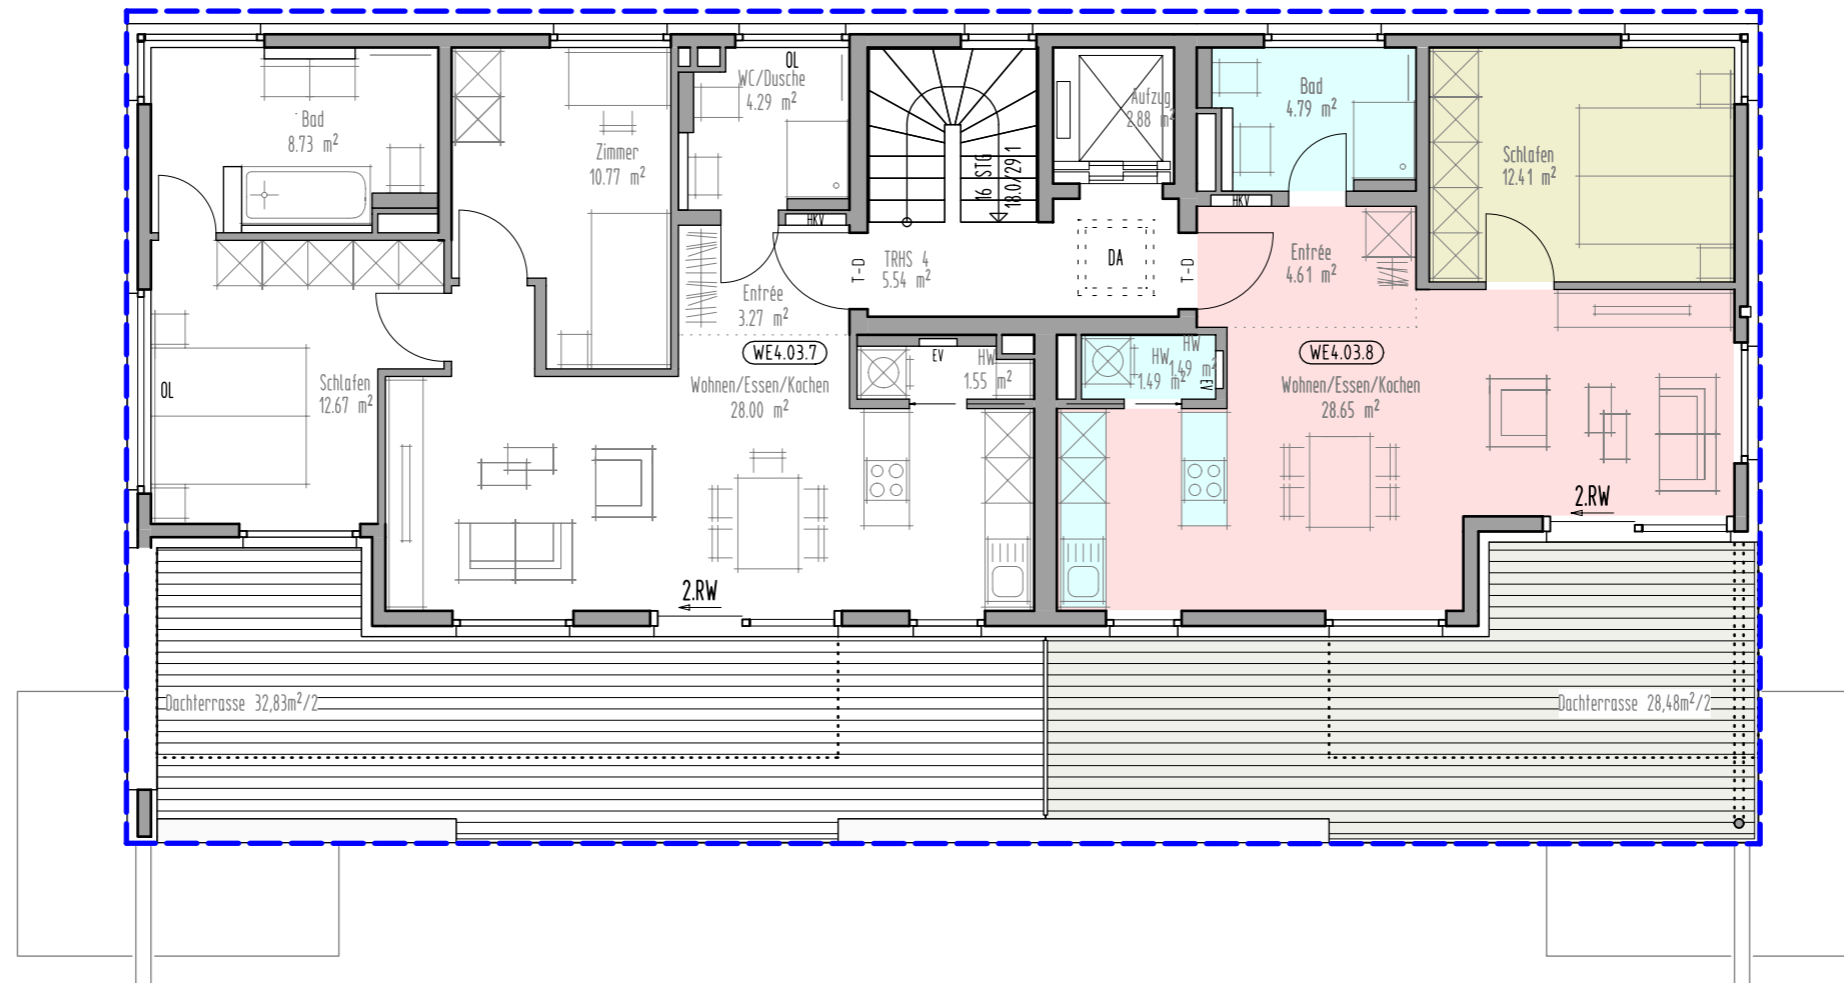 OL
WC/Dusche
4.29 m²
Bad
8.73 m²
Zimmer
10.77 m²
16 STG
18.0/29.1
Aufzug
2.88 m²
Bad
4.79 m²
Schlafen
12.41 m²
HKV
HKV
T-D
TRHS 4
5.54 m²
DA
T-D
Entrée
4.61 m²
Entrée
3.27 m²
WE4.03.7
EV
HW
1.55 m²
HW
1.49 m²
HW
1.49 m²
EV
WE4.03.8
OL
Schlafen
12.67 m²
Wohnen/Essen/Kochen
28.00 m²
Wohnen/Essen/Kochen
28.65 m²
2.RW
2.RW
Dachterrasse 32,83m²/2
Dachterrasse 28,48m²/2